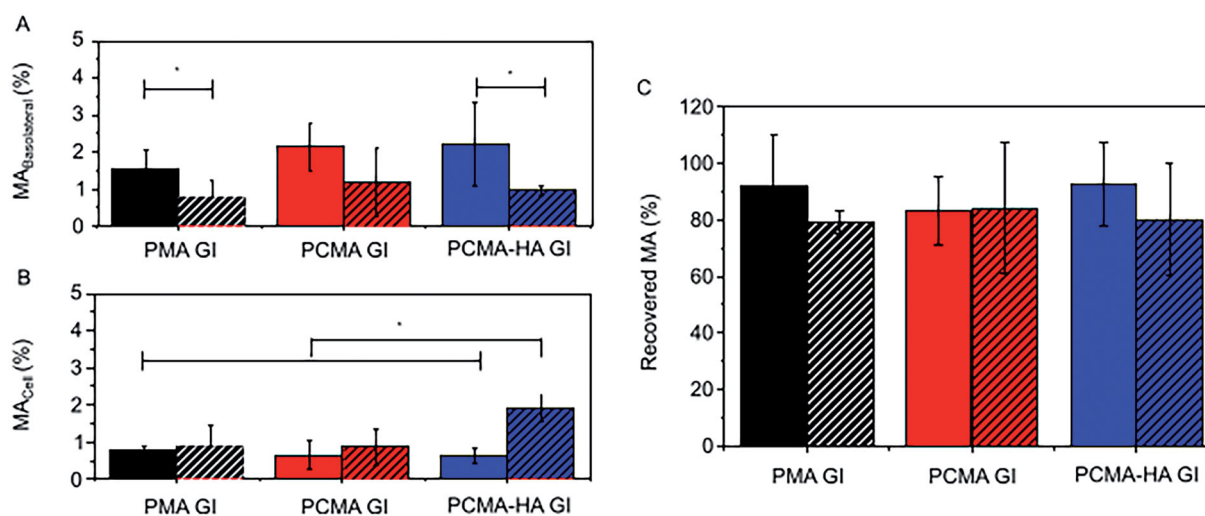 A
5
4
3
2
1
0
MABasolateral (%)
*
*
PMA GI
PCMA GI
PCMA-HA GI
B
5
4
3
2
1
0
MACell (%)
*
PMA GI
PCMA GI
PCMA-HA GI
C
120
100
80
60
40
20
0
Recovered MA (%)
PMA GI
PCMA GI
PCMA-HA GI